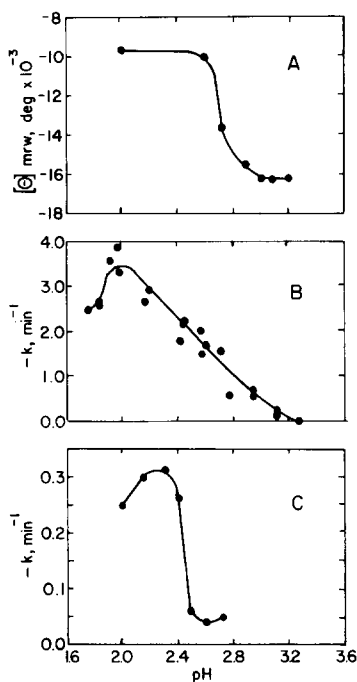 -8
-10
-12
-14
-16
-18
[Θ] mrw, deg x 10⁻³
A
4.0
3.0
2.0
1.0
0.0
-k, min⁻¹
B
0.3
0.2
0.1
0.0
-k, min⁻¹
C
1.6 2.0 2.4 2.8 3.2 3.6
pH